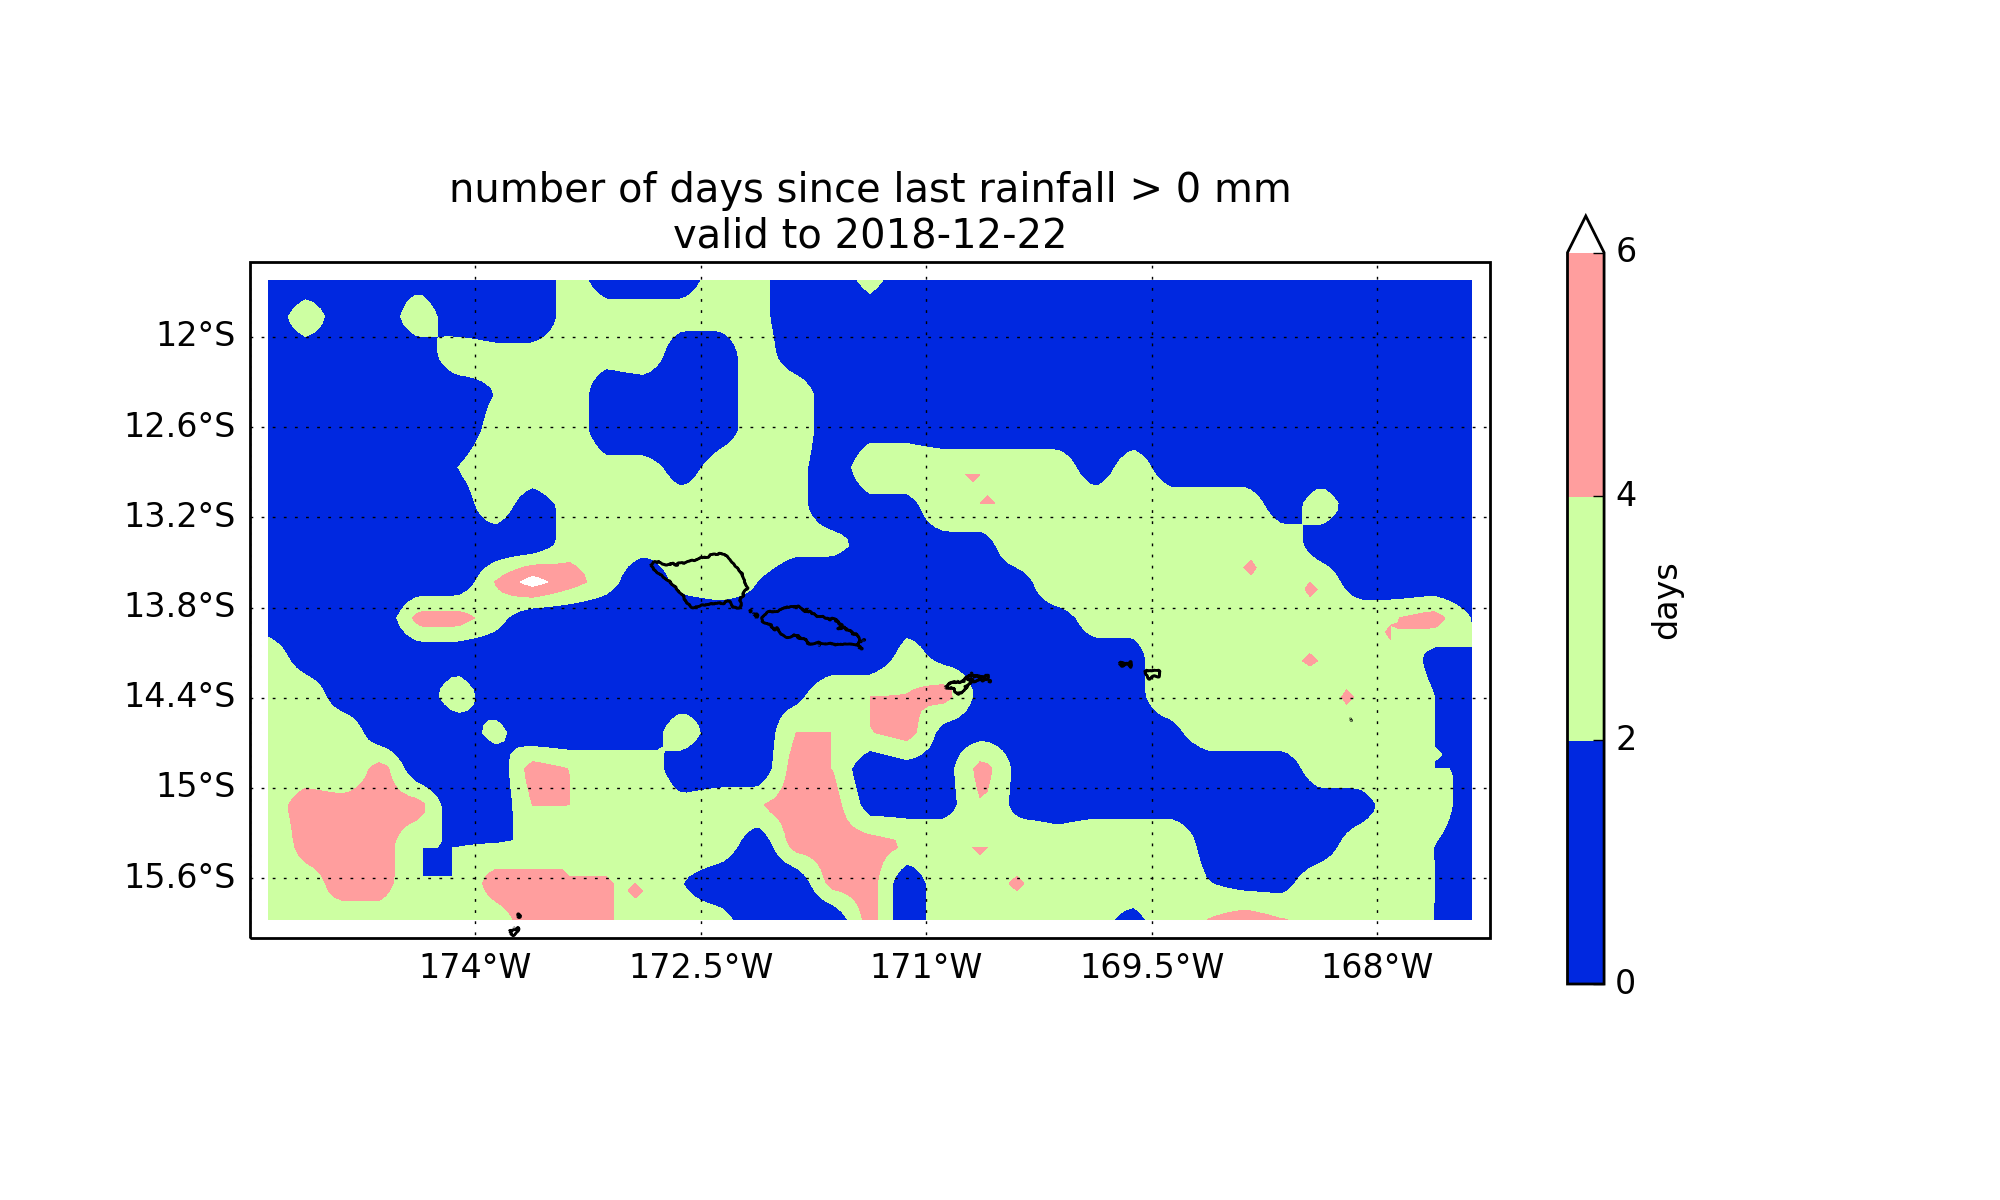 number of days since last rainfall > 0 mm
valid to 2018-12-22
12°S
12.6°S
13.2°S
13.8°S
14.4°S
15°S
15.6°S
174°W
172.5°W
171°W
169.5°W
168°W
6
4
2
0
days